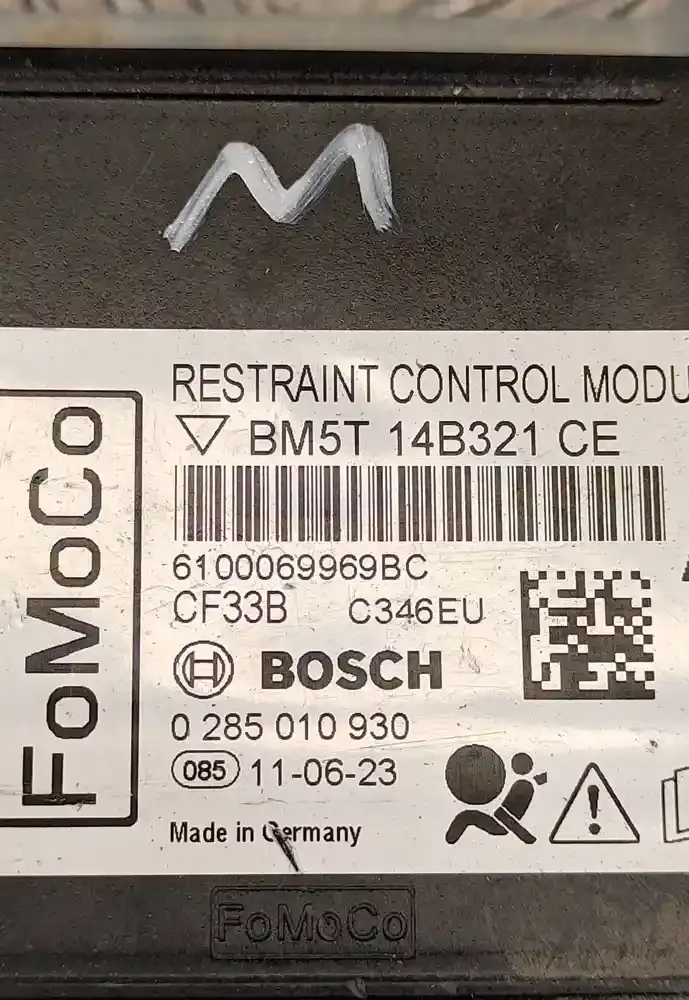 M
FoMoCo
RESTRAINT CONTROL MODU
BM5T 14B321 CE
6100069969BC
CF33B C346EU
BOSCH
0 285 010 930
085 11-06-23
Made in Germany
FoMoCo